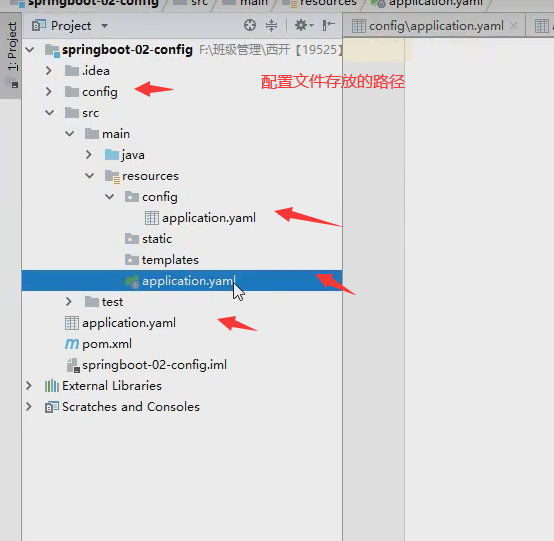 springboot-02-config
src
main
resources
application.yaml
1: Project
Project
config\application.yaml
springboot-02-config F:\班级管理\西开【19525】
.idea
config
配置文件存放的路径
src
main
java
resources
config
application.yaml
static
templates
application.yaml
test
application.yaml
pom.xml
springboot-02-config.iml
External Libraries
Scratches and Consoles